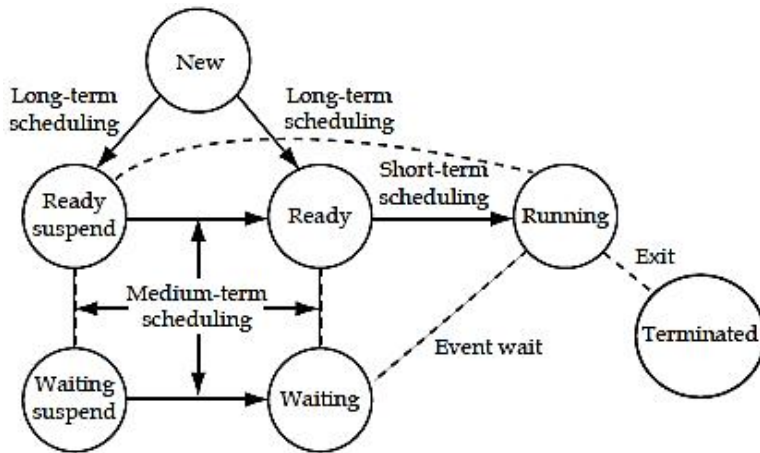 New
Long-term
scheduling
Long-term
scheduling
Short-term
scheduling
Ready
suspend
Ready
Running
Exit
Medium-term
scheduling
Terminated
Event wait
Waiting
suspend
Waiting